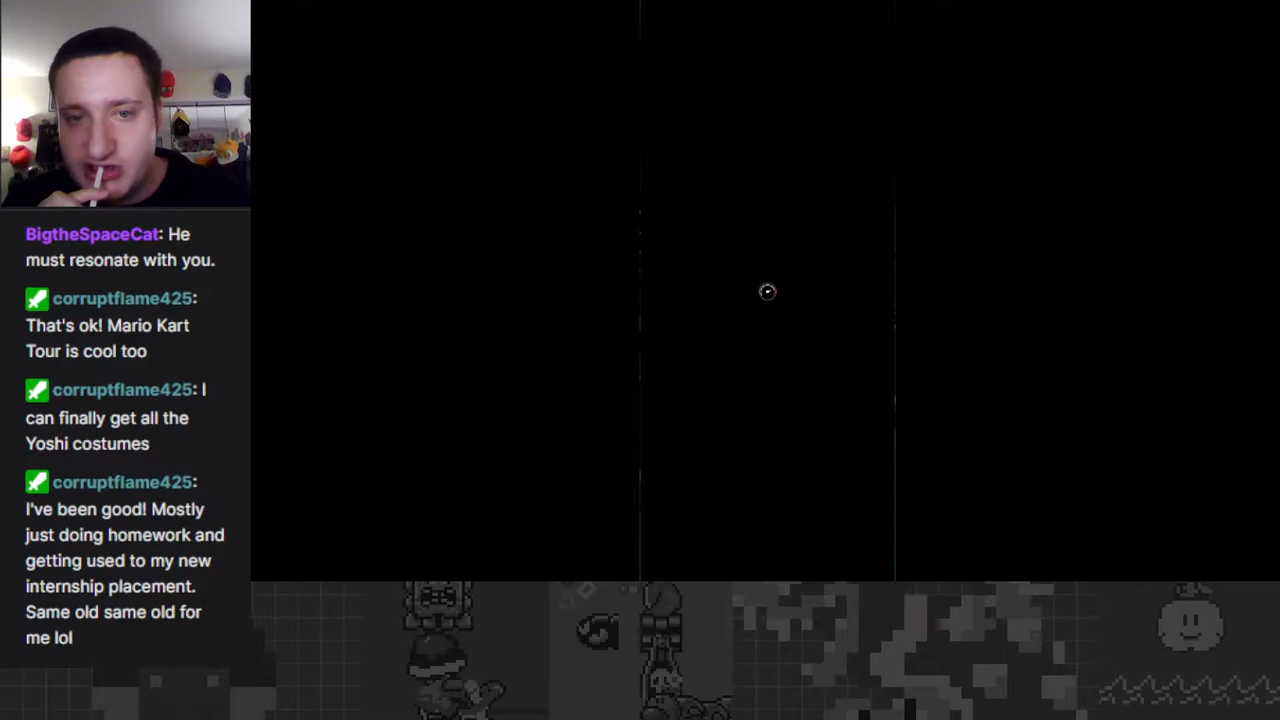 BigtheSpaceCat: He
must resonate with you.
corruptflame425:
That's ok! Mario Kart
Tour is cool too
corruptflame425: I
can finally get all the
Yoshi costumes
corruptflame425:
I've been good! Mostly
just doing homework and
getting used to my new
internship placement.
Same old same old for
me lol